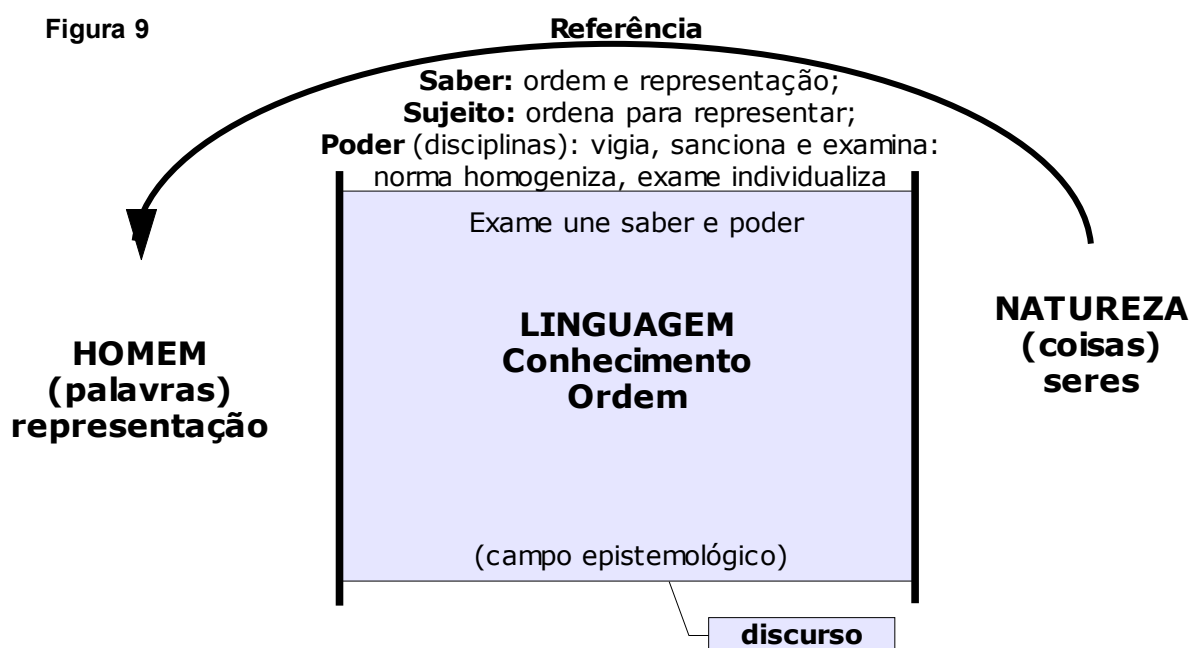 Figura 9
Referência
Saber: ordem e representação;
Sujeito: ordena para representar;
Poder (disciplinas): vigia, sanciona e examina:
norma homogeniza, exame individualiza
Exame une saber e poder
HOMEM
(palavras)
representação
LINGUAGEM
Conhecimento
Ordem
NATUREZA
(coisas)
seres
(campo epistemológico)
discurso